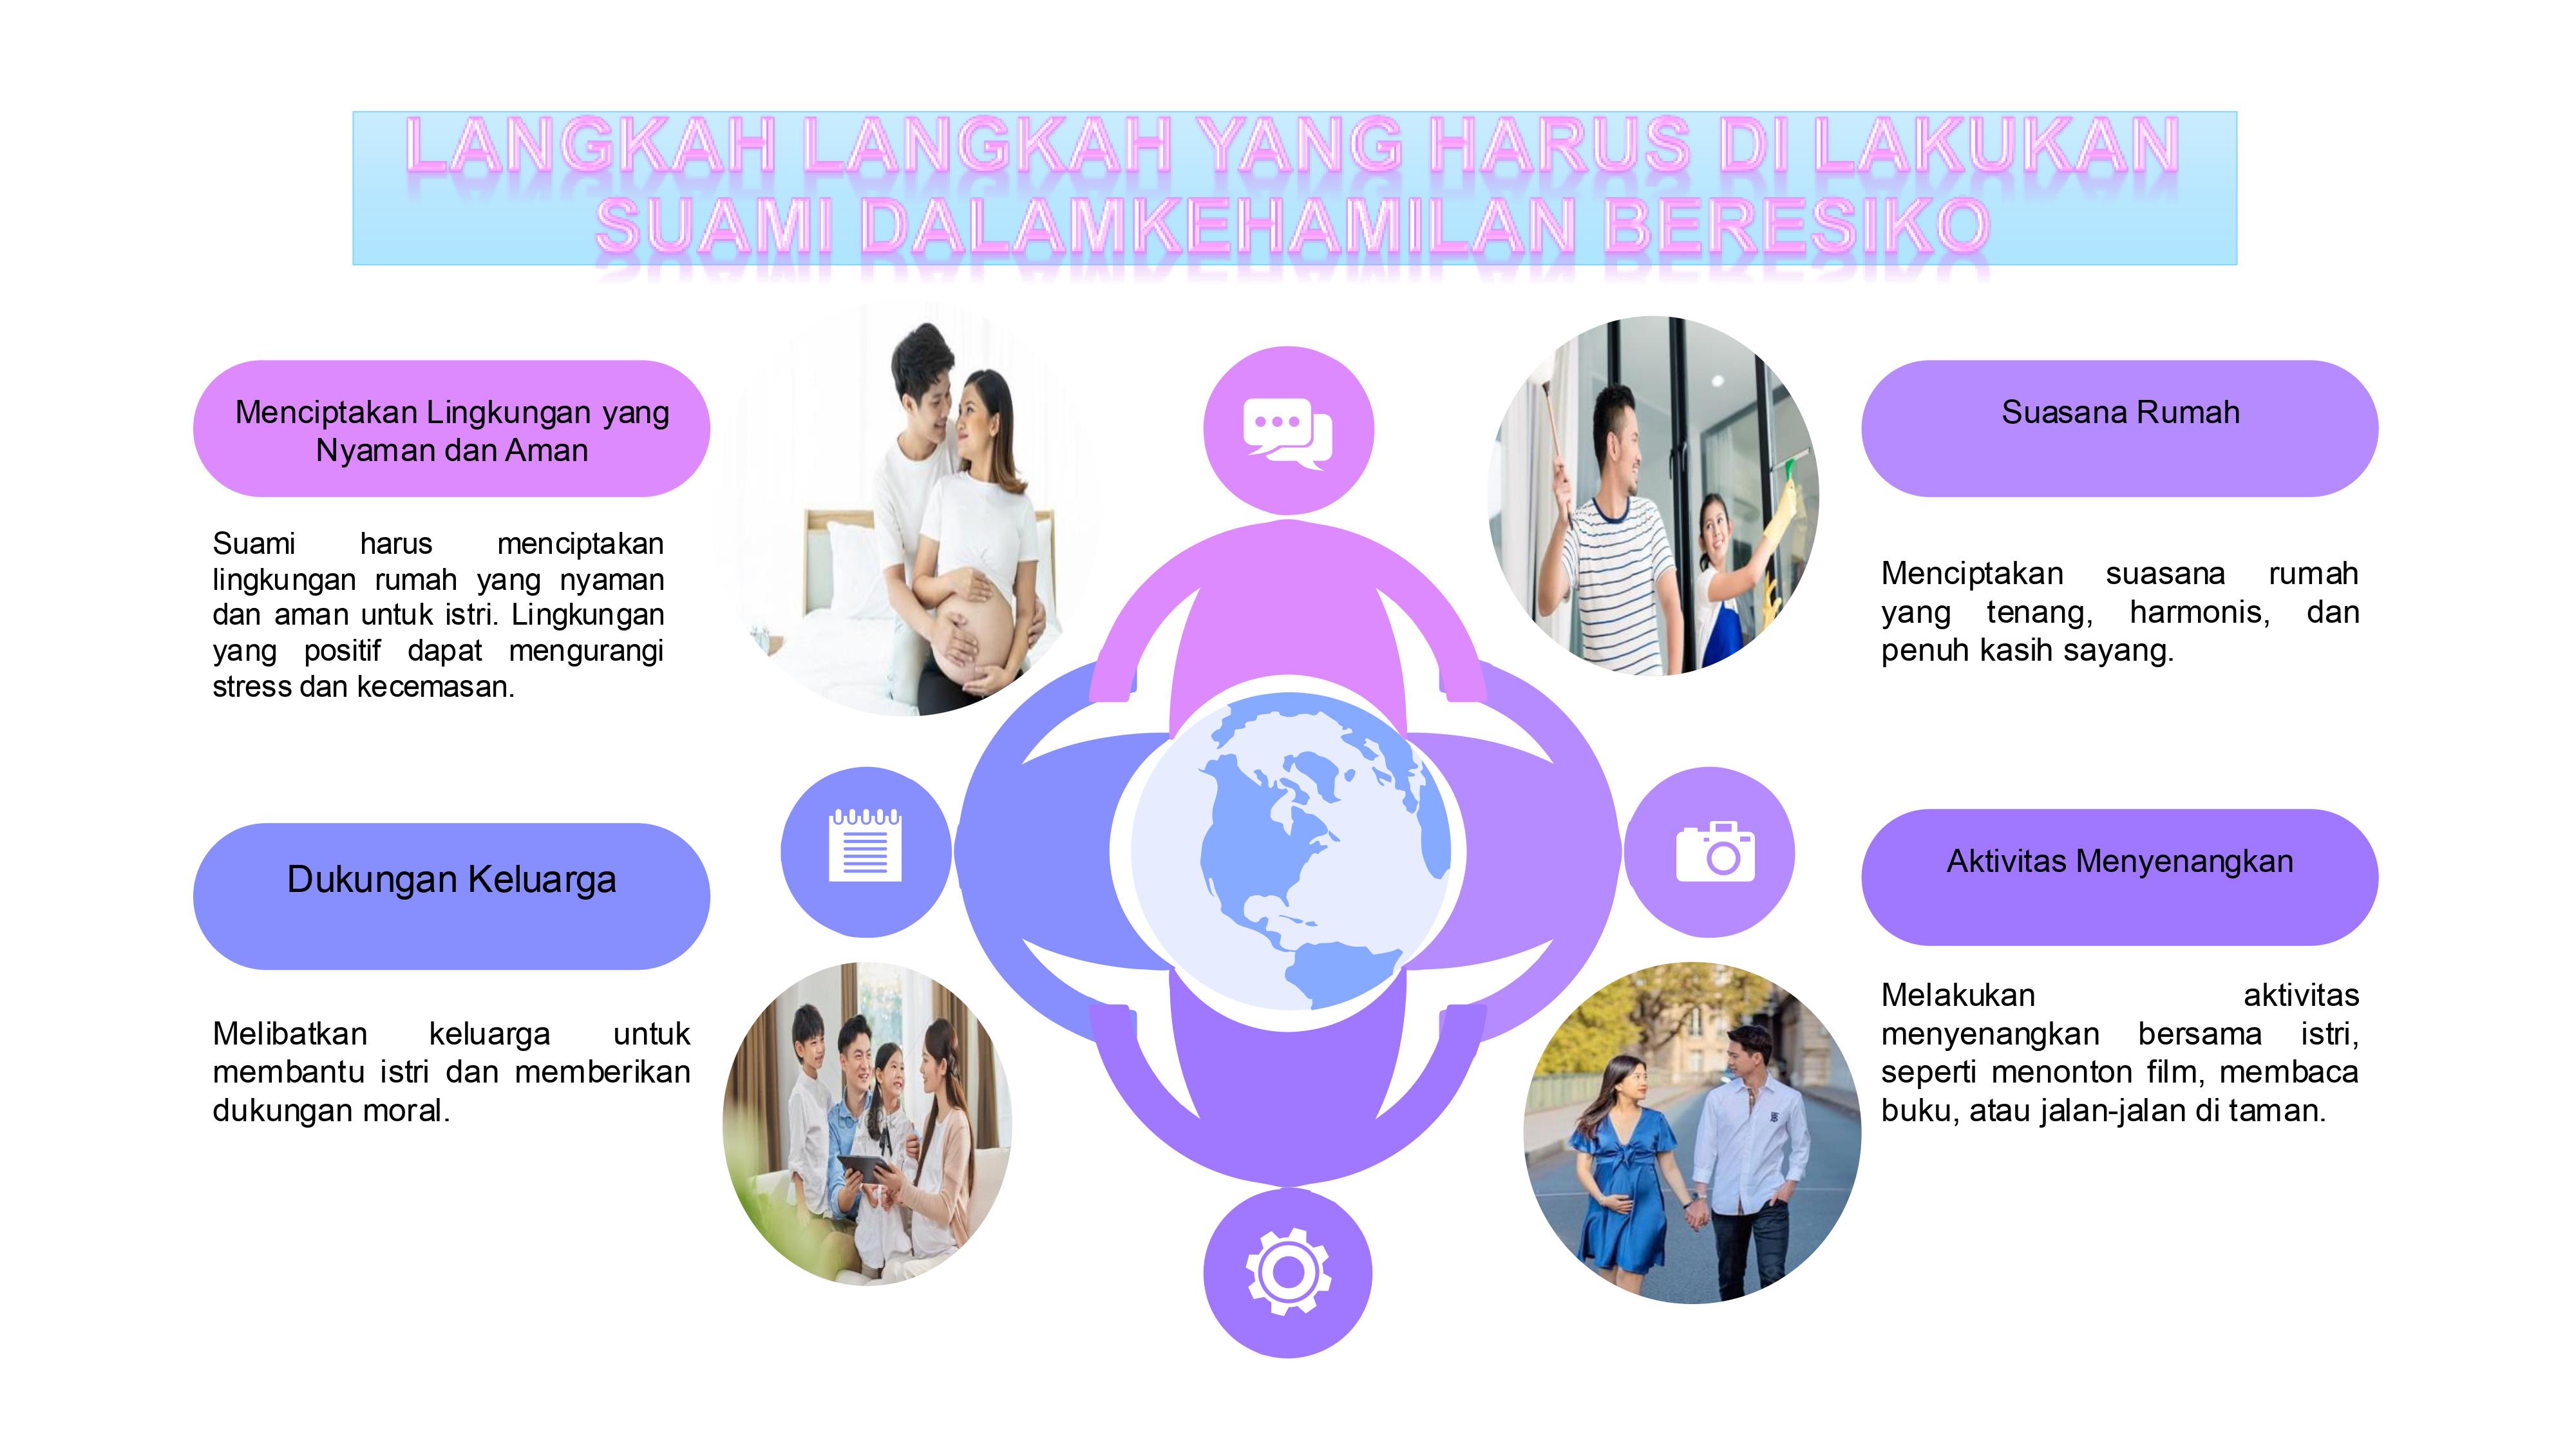 LANGKAH LANGKAH YANG HARUS DI LAKUKAN
SUAMI DALAMKEHAMILAN BERESIKO
Menciptakan Lingkungan yang
Nyaman dan Aman
Suami harus menciptakan
lingkungan rumah yang nyaman
dan aman untuk istri. Lingkungan
yang positif dapat mengurangi
stress dan kecemasan.
Dukungan Keluarga
Melibatkan keluarga untuk
membantu istri dan memberikan
dukungan moral.
Suasana Rumah
Menciptakan suasana rumah
yang tenang, harmonis, dan
penuh kasih sayang.
Aktivitas Menyenangkan
Melakukan aktivitas
menyenangkan bersama istri,
seperti menonton film, membaca
buku, atau jalan-jalan di taman.